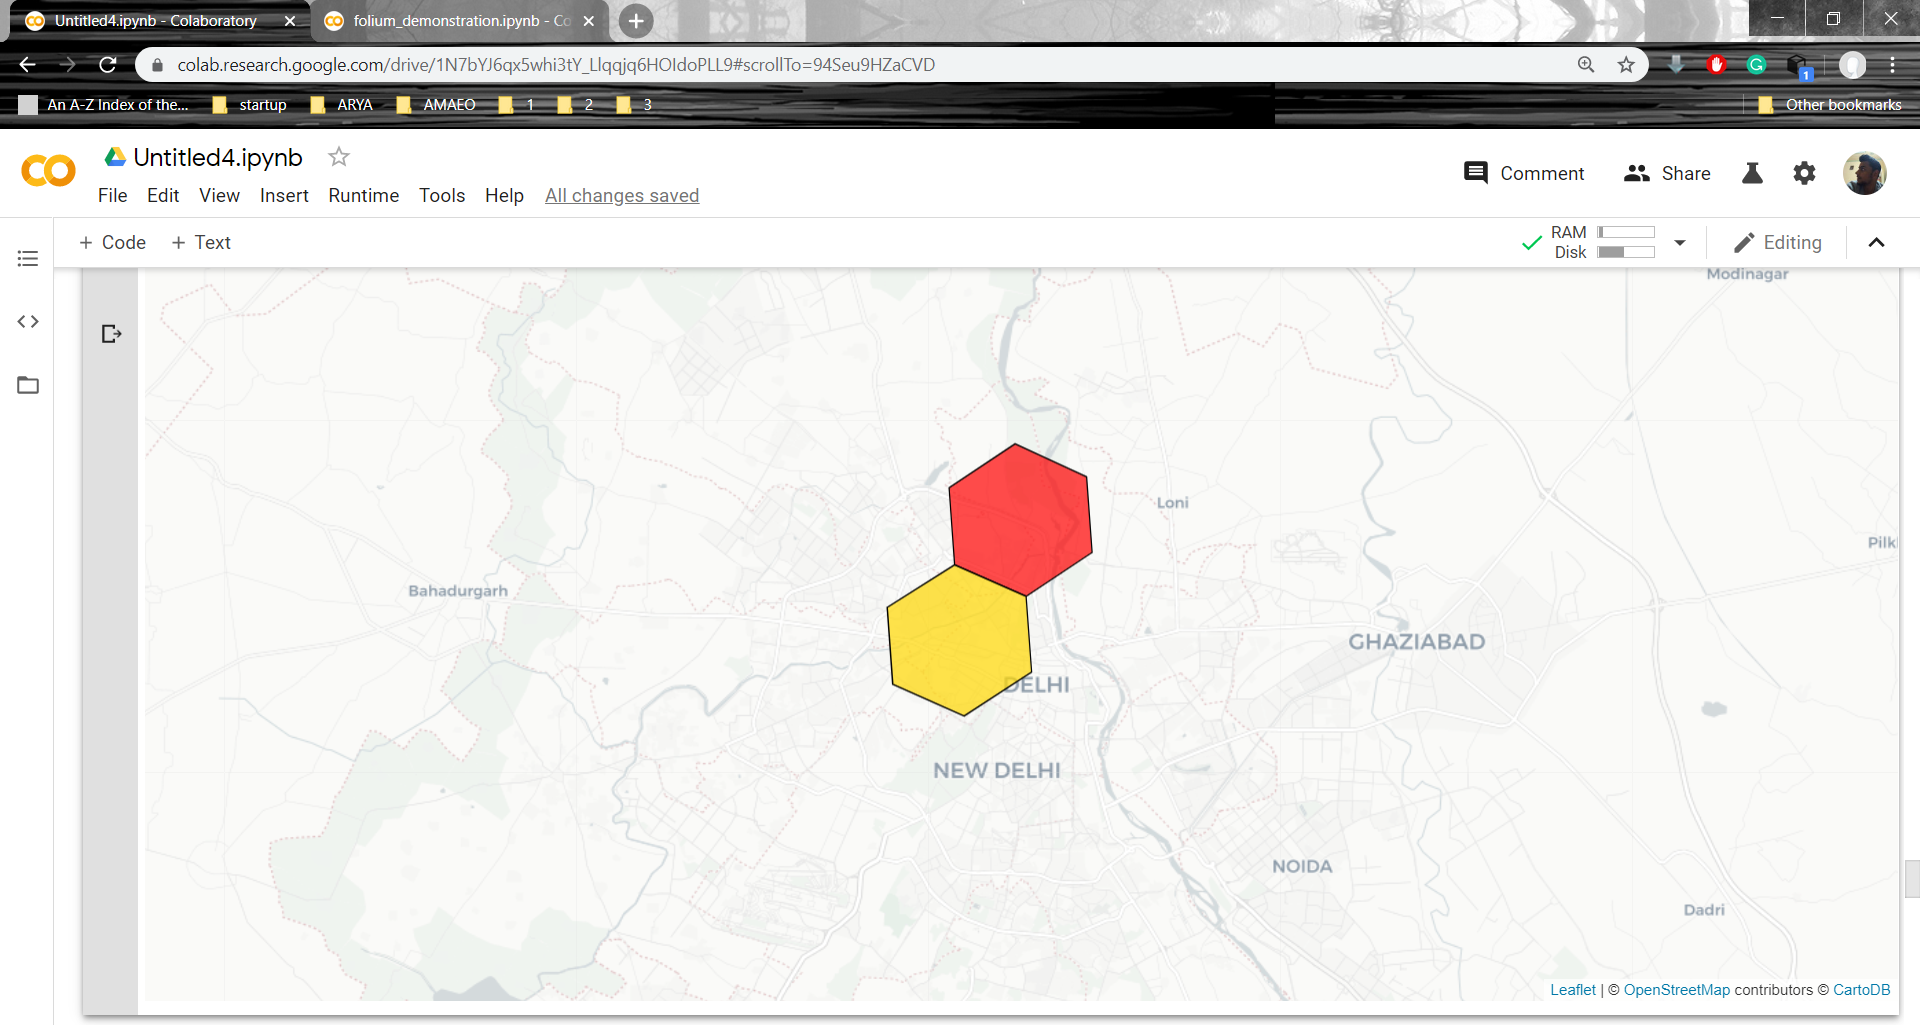 Untitled4.ipynb - Colaboratory
folium_demonstration.ipynb - Co
colab.research.google.com/drive/1N7bYJ6qx5whi3tY_Llqqjq6HOIdoPLL9#scrollTo=94Seu9HZaCVD
1
An A-Z Index of the... startup ARYA AMAEO 1 2 3 Other bookmarks
Untitled4.ipynb
Comment Share
File Edit View Insert Runtime Tools Help All changes saved
+ Code + Text
RAM
Disk
Editing
Modinagar
Loni
Pilk
Bahadurgarh
GHAZIABAD
DELHI
NEW DELHI
NOIDA
Dadri
Leaflet | © OpenStreetMap contributors © CartoDB